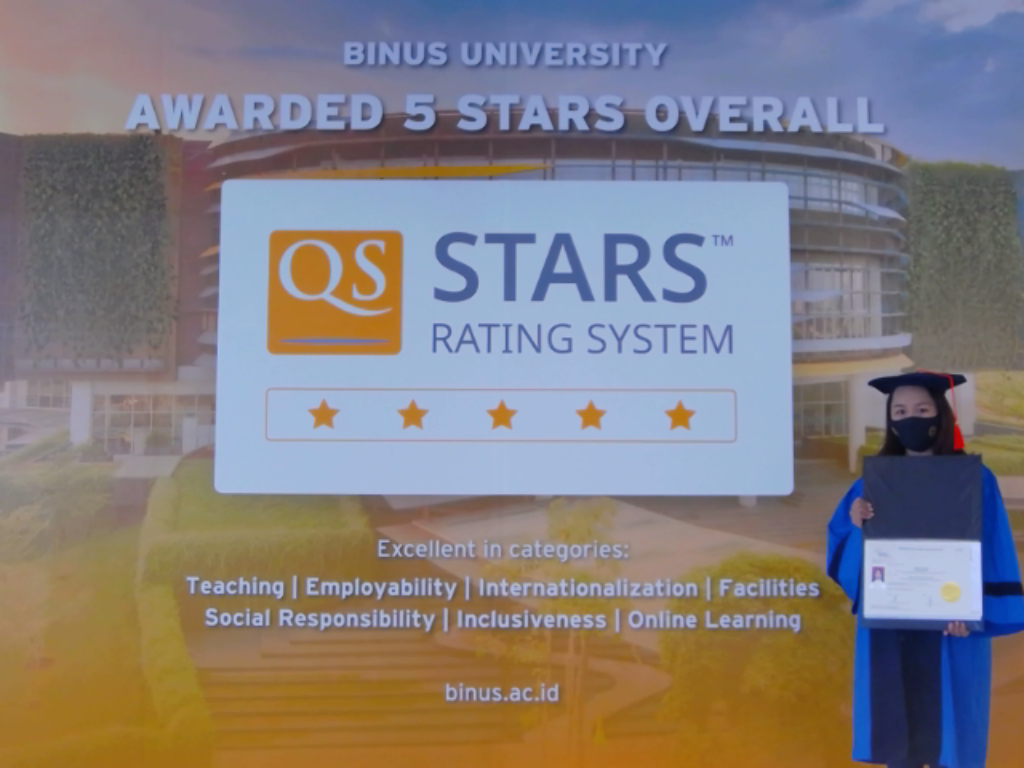 BINUS UNIVERSITY
AWARDED 5 STARS OVERALL
QS
STARS™
RATING SYSTEM
Excellent in categories:
Teaching | Employability | Internationalization | Facilities
Social Responsibility | Inclusiveness | Online Learning
binus.ac.id